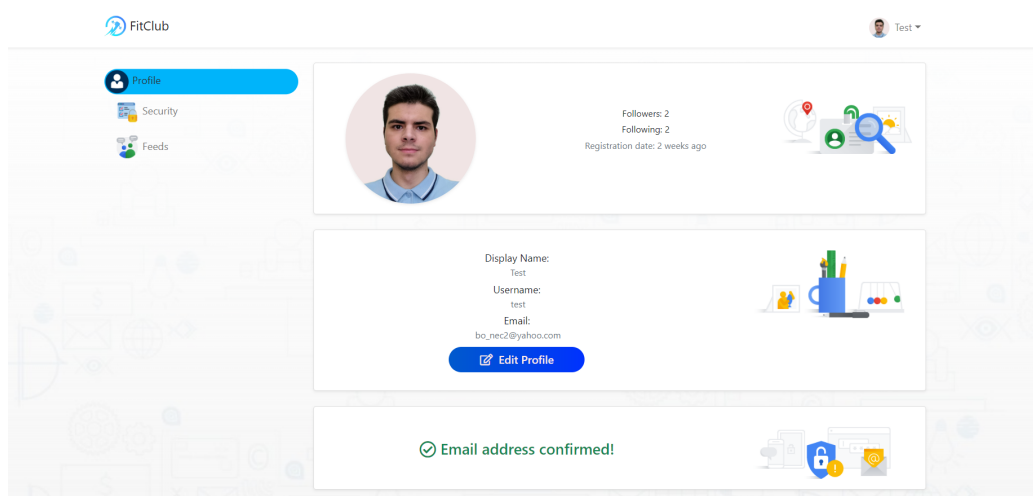 FitClub
Test
Profile
Security
Feeds
Followers: 2
Following: 2
Registration date: 2 weeks ago
Display Name:
Test
Username:
test
Email:
bo_nec2@yahoo.com
Edit Profile
Email address confirmed!